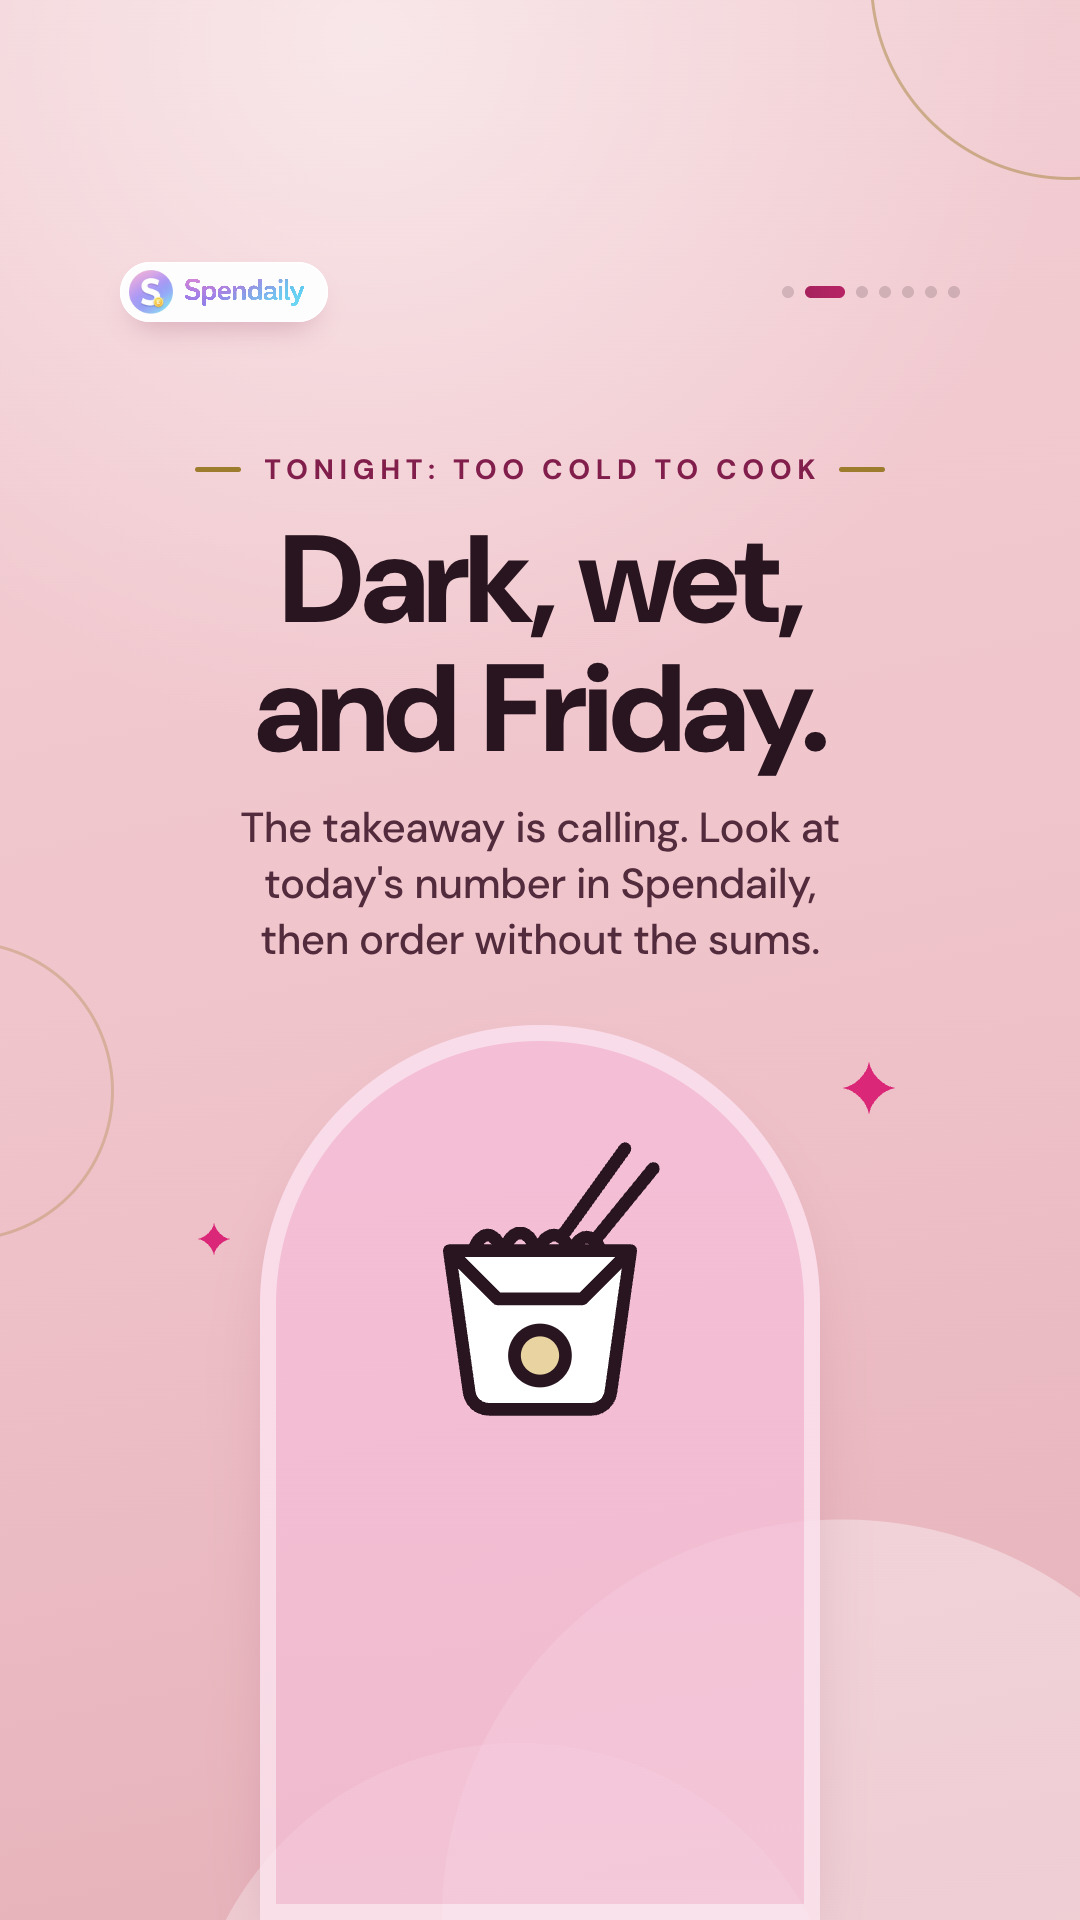 Spendaily
TONIGHT: TOO COLD TO COOK
Dark, wet,
and Friday.
The takeaway is calling. Look at
today's number in Spendaily,
then order without the sums.